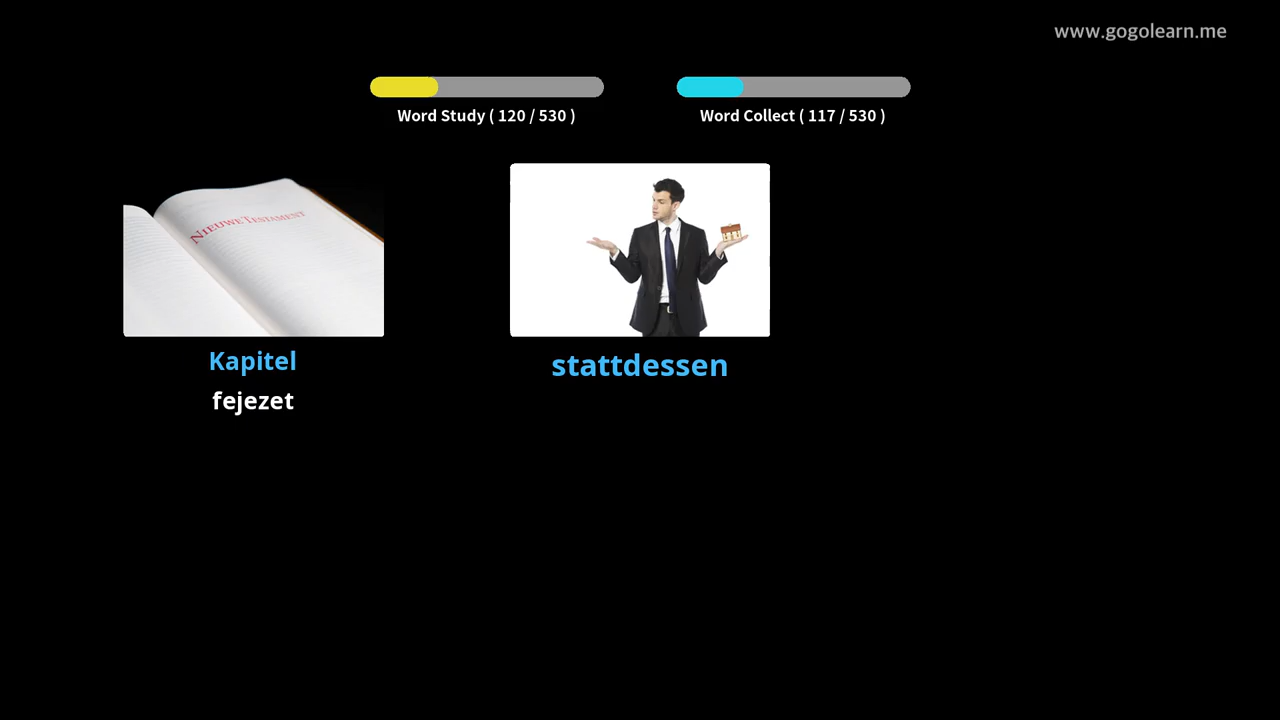 www.gogolearn.me
Word Study ( 120 / 530 )
Word Collect ( 117 / 530 )
NIEUWE TESTAMENT
Kapitel
fejezet
stattdessen